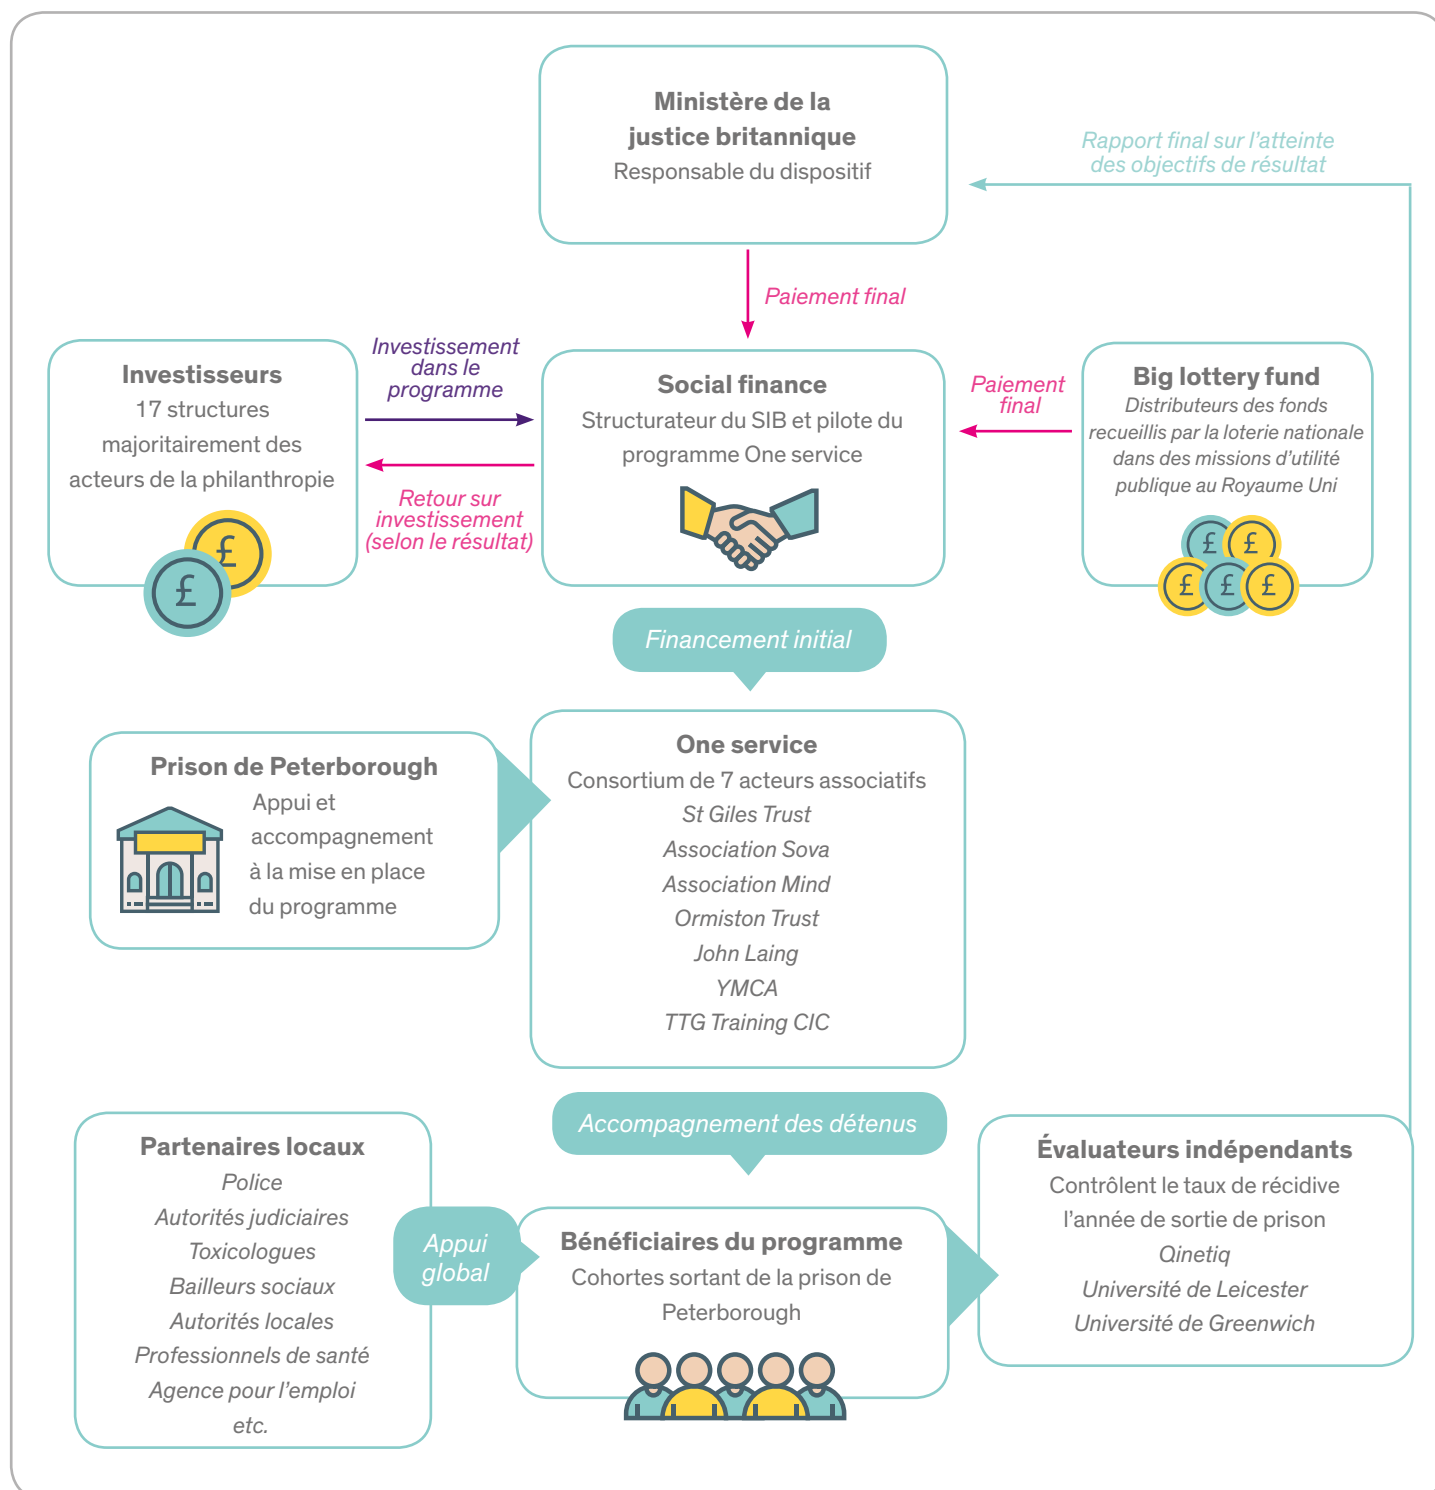 Ministère de la
justice britannique
Responsable du dispositif
Rapport final sur l’atteinte
des objectifs de résultat
Paiement final
Investisseurs
17 structures
majoritairement des
acteurs de la philanthropie
£
£
Investissement
dans le
programme
Retour sur
investissement
(selon le résultat)
Social finance
Structurateur du SIB et pilote du
programme One service
Paiement
final
Big lottery fund
Distributeurs des fonds
recueillis par la loterie nationale
dans des missions d’utilité
publique au Royaume Uni
£ £
£ £ £
Financement initial
Prison de Peterborough
Appui et
accompagnement
à la mise en place
du programme
One service
Consortium de 7 acteurs associatifs
St Giles Trust
Association Sova
Association Mind
Ormiston Trust
John Laing
YMCA
TTG Training CIC
Accompagnement des détenus
Partenaires locaux
Police
Autorités judiciaires
Toxicologues
Bailleurs sociaux
Autorités locales
Professionnels de santé
Agence pour l’emploi
etc.
Appui
global
Bénéficiaires du programme
Cohortes sortant de la prison de
Peterborough
Évaluateurs indépendants
Contrôlent le taux de récidive
l’année de sortie de prison
Qinetiq
Université de Leicester
Université de Greenwich